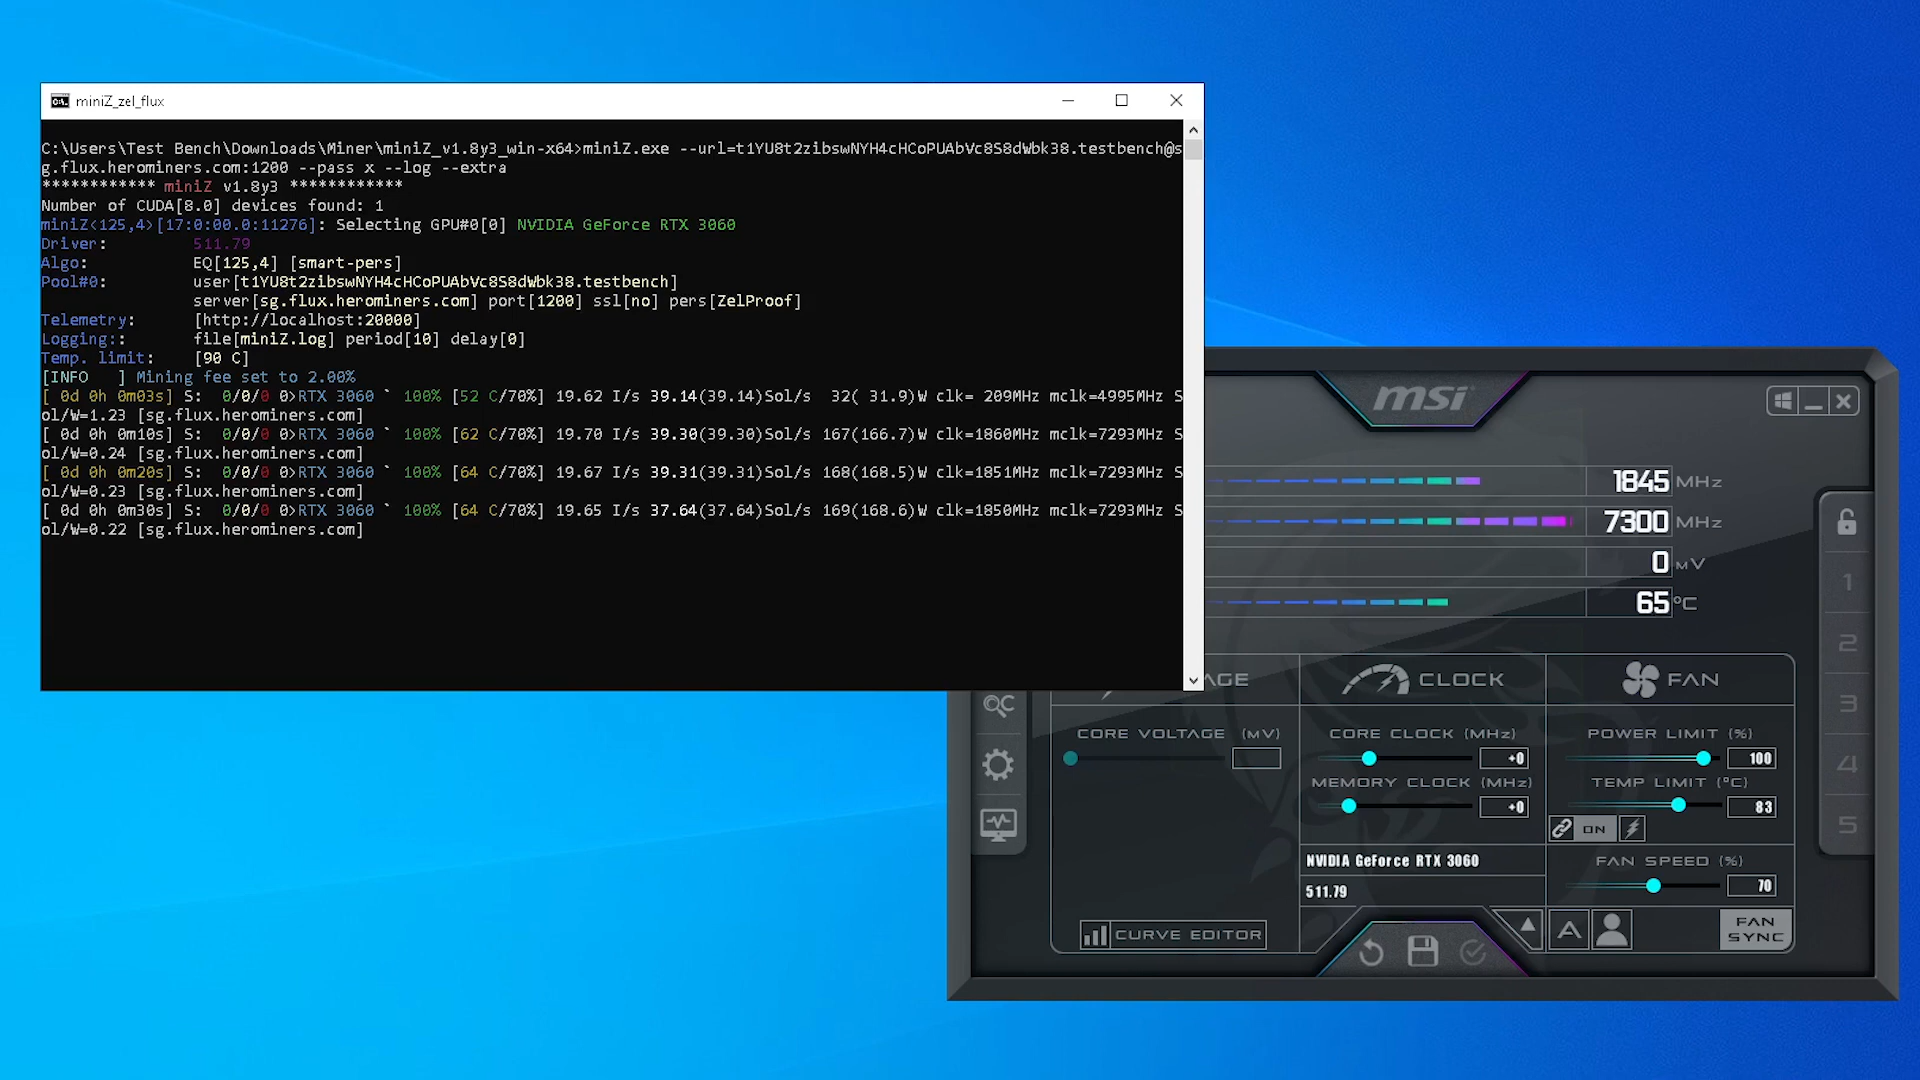 miniZ_zel_flux
C:\Users\Test Bench\Downloads\Miner\miniZ_v1.8y3_win-x64>miniZ.exe --url=t1YU8t2zibswNYH4cHCoPUAbVc8S8dWbk38.testbench@s
g.flux.herominers.com:1200 --pass x --log --extra
************ miniZ v1.8y3 ************
Number of CUDA[8.0] devices found: 1
miniZ<125,4>[17:0:00.0:11276]: Selecting GPU#0[0] NVIDIA GeForce RTX 3060
Driver: 511.79
Algo: EQ[125,4] [smart-pers]
Pool#0: user[t1YU8t2zibswNYH4cHCoPUAbVc8S8dWbk38.testbench]
server[sg.flux.herominers.com] port[1200] ssl[no] pers[ZelProof]
Telemetry: [http://localhost:20000]
Logging:: file[miniZ.log] period[10] delay[0]
Temp. limit: [90 C]
[INFO   ] Mining fee set to 2.00%
[ 0d 0h 0m03s] S:  0/0/0 0>RTX 3060 ` 100% [52 C/70%] 19.62 I/s 39.14(39.14)Sol/s  32( 31.9)W clk= 209MHz mclk=4995MHz S
ol/W=1.23 [sg.flux.herominers.com]
[ 0d 0h 0m10s] S:  0/0/0 0>RTX 3060 ` 100% [62 C/70%] 19.70 I/s 39.30(39.30)Sol/s 167(166.7)W clk=1860MHz mclk=7293MHz S
ol/W=0.24 [sg.flux.herominers.com]
[ 0d 0h 0m20s] S:  0/0/0 0>RTX 3060 ` 100% [64 C/70%] 19.67 I/s 39.31(39.31)Sol/s 168(168.5)W clk=1851MHz mclk=7293MHz S
ol/W=0.23 [sg.flux.herominers.com]
[ 0d 0h 0m30s] S:  0/0/0 0>RTX 3060 ` 100% [64 C/70%] 19.65 I/s 37.64(37.64)Sol/s 169(168.6)W clk=1850MHz mclk=7293MHz S
ol/W=0.22 [sg.flux.herominers.com]
msi
1845 MHz
7300 MHz
0 MV
65 °C
1
2
3
4
5
OC
AGE
CLOCK
FAN
CORE VOLTAGE (MV)
CORE CLOCK (MHz)
+0
MEMORY CLOCK (MHz)
+0
POWER LIMIT (%)
100
TEMP LIMIT (°C)
83
ON
NVIDIA GeForce RTX 3060
511.79
FAN SPEED (%)
70
CURVE EDITOR
A
FAN
SYNC